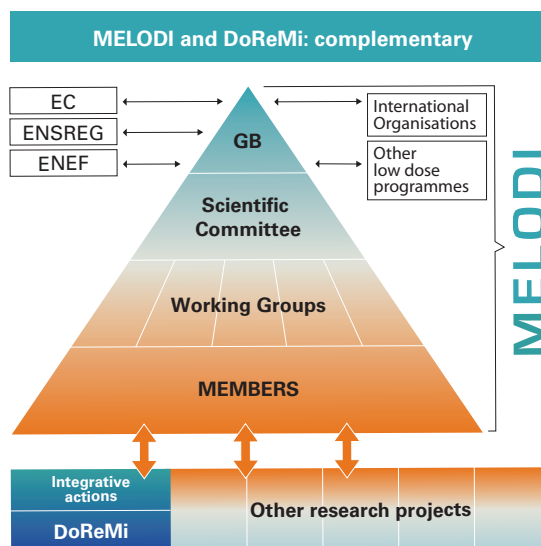 MELODI and DoReMi: complementary
EC
ENSREG
ENEF
GB
International
Organisations
Other
low dose
programmes
Scientific
Committee
Working Groups
MEMBERS
MELODI
Integrative
actions
DoReMi
Other research projects